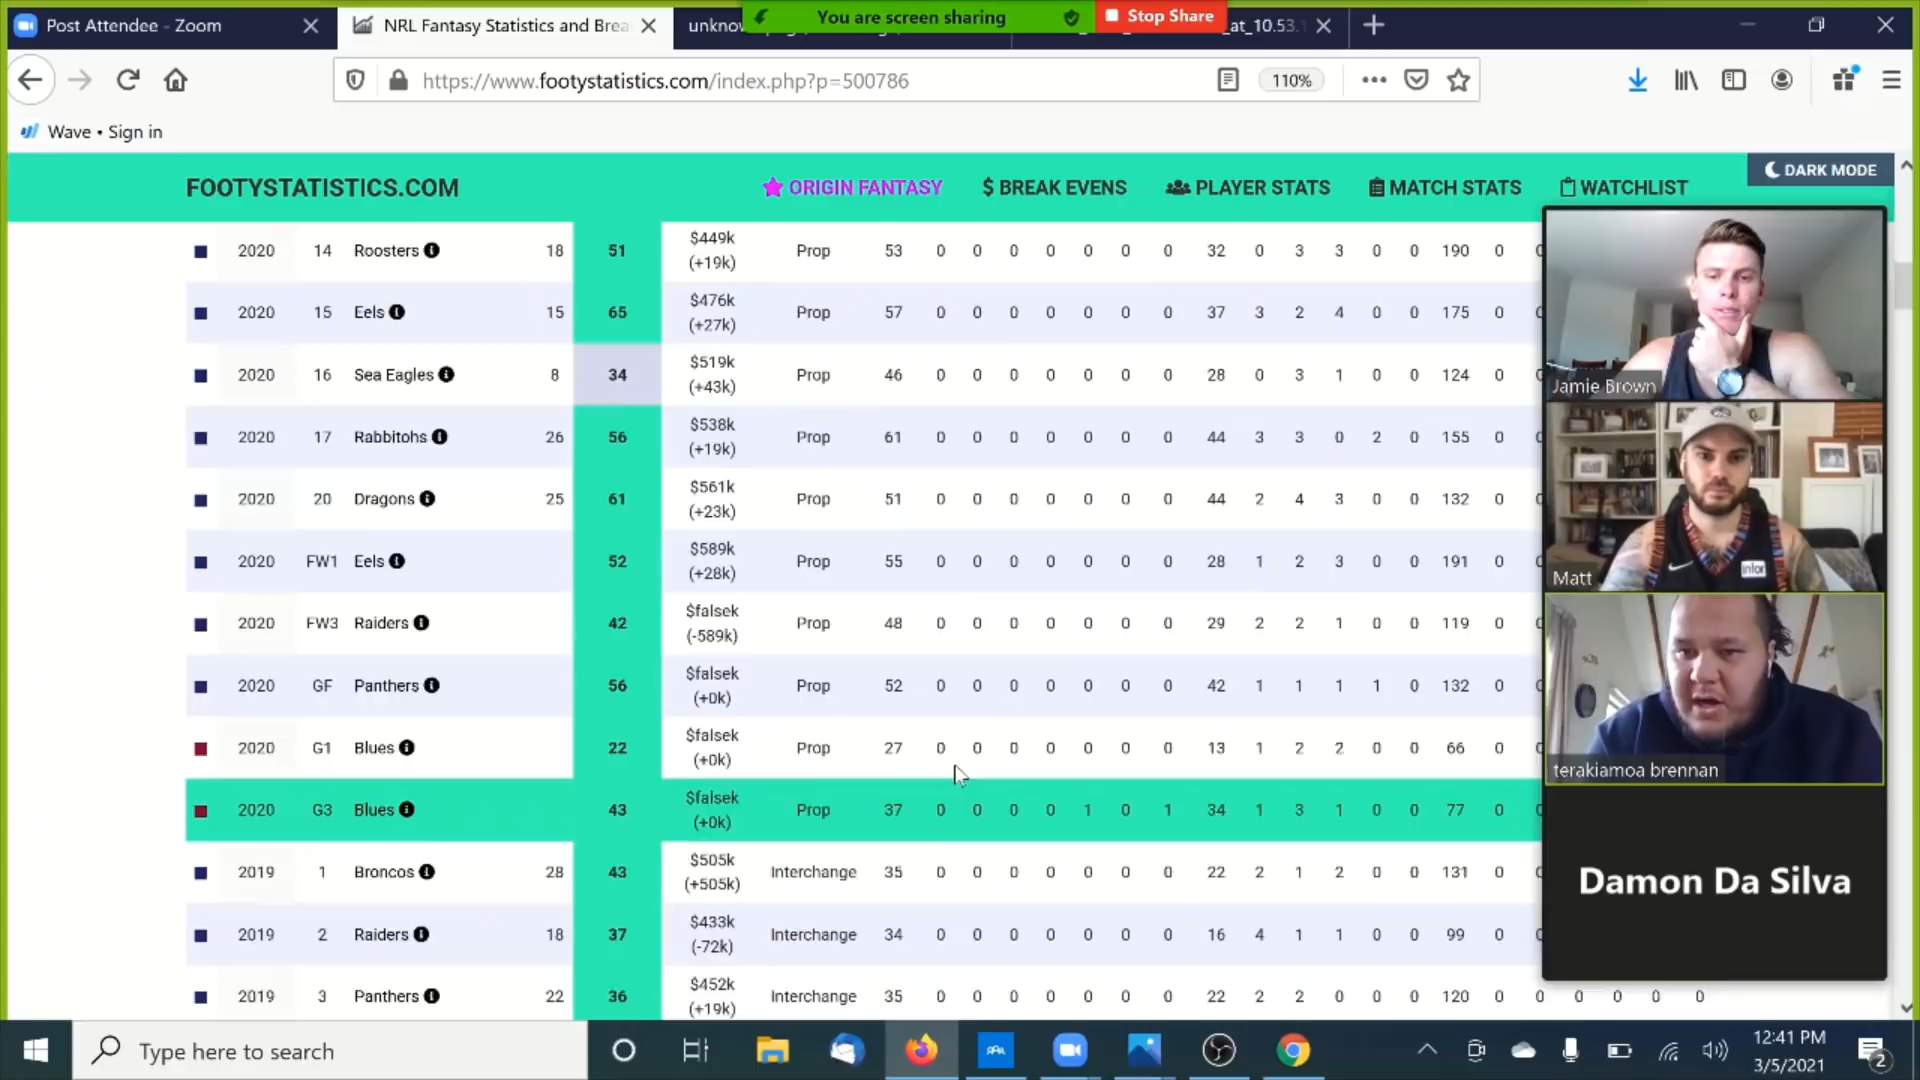 Post Attendee - Zoom
NRL Fantasy Statistics and Brea
unknow
You are screen sharing
Stop Share
_at_10.53.1
https://www.footystatistics.com/index.php?p=500786
110%
Wave • Sign in
FOOTYSTATISTICS.COM
ORIGIN FANTASY
$ BREAK EVENS
PLAYER STATS
MATCH STATS
WATCHLIST
DARK MODE
2020 14 Roosters 18 51 $449k (+19k) Prop 53 0 0 0 0 0 0 0 32 0 3 3 0 0 190 0 0
2020 15 Eels 15 65 $476k (+27k) Prop 57 0 0 0 0 0 0 0 37 3 2 4 0 0 175 0 0
2020 16 Sea Eagles 8 34 $519k (+43k) Prop 46 0 0 0 0 0 0 0 28 0 3 1 0 0 124 0 0
2020 17 Rabbitohs 26 56 $538k (+19k) Prop 61 0 0 0 0 0 0 0 44 3 3 0 2 0 155 0 0
2020 20 Dragons 25 61 $561k (+23k) Prop 51 0 0 0 0 0 0 0 44 2 4 3 0 0 132 0 0
2020 FW1 Eels 52 $589k (+28k) Prop 55 0 0 0 0 0 0 0 28 1 2 3 0 0 191 0 0
2020 FW3 Raiders 42 $falsek (-589k) Prop 48 0 0 0 0 0 0 0 29 2 2 1 0 0 119 0 0
2020 GF Panthers 56 $falsek (+0k) Prop 52 0 0 0 0 0 0 0 42 1 1 1 1 0 132 0 0
2020 G1 Blues 22 $falsek (+0k) Prop 27 0 0 0 0 0 0 0 13 1 2 2 0 0 66 0 0
2020 G3 Blues 43 $falsek (+0k) Prop 37 0 0 0 0 1 0 1 34 1 3 1 0 0 77 0 0
2019 1 Broncos 28 43 $505k (+505k) Interchange 35 0 0 0 0 0 0 0 22 2 1 2 0 0 131 0 0
2019 2 Raiders 18 37 $433k (-72k) Interchange 34 0 0 0 0 0 0 0 16 4 1 1 0 0 99 0 0
2019 3 Panthers 22 36 $452k (+19k) Interchange 35 0 0 0 0 0 0 0 22 2 2 0 0 0 120 0 0 0 0 0 0
Jamie Brown
Matt
infor
terakiamoa brennan
Damon Da Silva
Type here to search
12:41 PM
3/5/2021
2